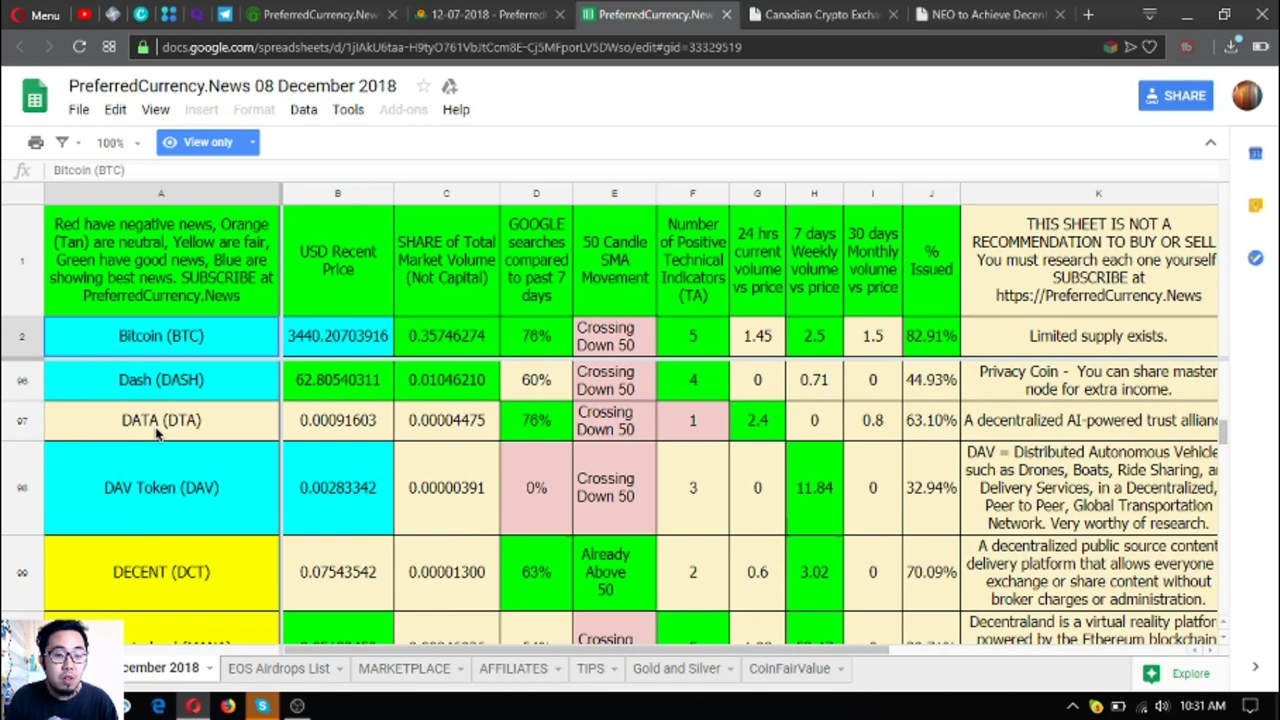 Menu
PreferredCurrency.New
12-07-2018 - Preferred
PreferredCurrency.New
Canadian Crypto Exch
NEO to Achieve Decen
docs.google.com/spreadsheets/d/1jIAkU6taa-H9tyO761VbJtCcm8E-Cj5MFporLV5DWso/edit#gid=33329519
PreferredCurrency.News 08 December 2018
File Edit View Insert Format Data Tools Add-ons Help
SHARE
100% View only
fx Bitcoin (BTC)
A B C D E F G H I J K
1
Red have negative news, Orange
(Tan) are neutral, Yellow are fair,
Green have good news, Blue are
showing best news. SUBSCRIBE at
PreferredCurrency.News
USD Recent
Price
SHARE of Total
Market Volume
(Not Capital)
GOOGLE
searches
compared
to past 7
days
50 Candle
SMA
Movement
Number
of Positive
Technical
Indicators
(TA)
24 hrs
current
volume
vs price
7 days
Weekly
volume
vs price
30 days
Monthly
volume
vs price
%
Issued
THIS SHEET IS NOT A
RECOMMENDATION TO BUY OR SELL
You must research each one yourself
SUBSCRIBE at
https://PreferredCurrency.News
2
Bitcoin (BTC)
3440.20703916
0.35746274
76%
Crossing
Down 50
5
1.45
2.5
1.5
82.91%
Limited supply exists.
96
Dash (DASH)
62.80540311
0.01046210
60%
Crossing
Down 50
4
0
0.71
0
44.93%
Privacy Coin - You can share master
node for extra income.
97
DATA (DTA)
0.00091603
0.00004475
76%
Crossing
Down 50
1
2.4
0
0.8
63.10%
A decentralized AI-powered trust allianc
98
DAV Token (DAV)
0.00283342
0.00000391
0%
Crossing
Down 50
3
0
11.84
0
32.94%
DAV = Distributed Autonomous Vehicle
such as Drones, Boats, Ride Sharing, a
Delivery Services, in a Decentralized,
Peer to Peer, Global Transportation
Network. Very worthy of research.
99
DECENT (DCT)
0.07543542
0.00001300
63%
Already
Above
50
2
0.6
3.02
0
70.09%
A decentralized public source content
delivery platform that allows everyone
exchange or share content without
broker charges or administration.
Crossing
Decentraland is a virtual reality platfor
powered by the Ethereum blockchain
cember 2018 EOS Airdrops List MARKETPLACE AFFILIATES TIPS Gold and Silver CoinFairValue
Explore
10:31 AM